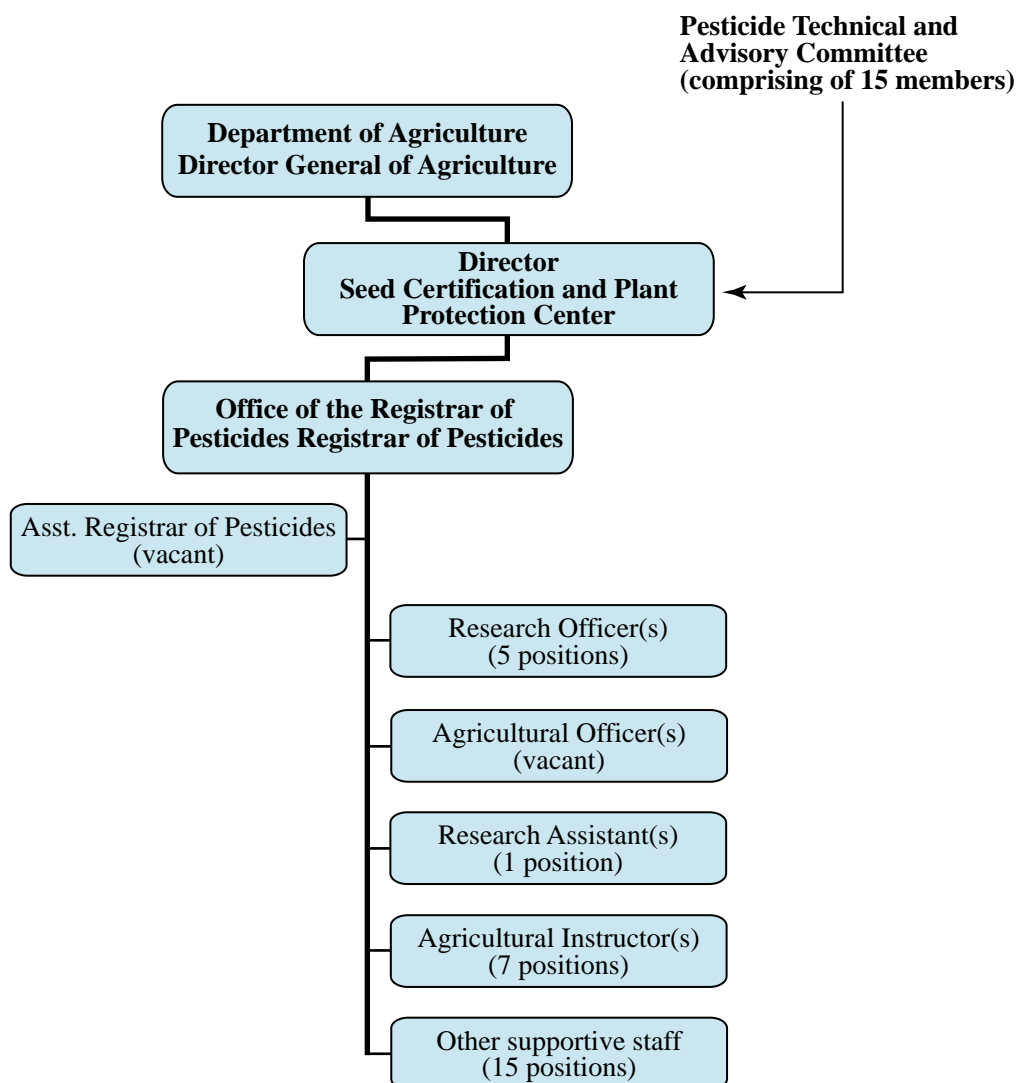 Pesticide Technical and
Advisory Committee
(comprising of 15 members)
Department of Agriculture
Director General of Agriculture
Director
Seed Certification and Plant
Protection Center
Office of the Registrar of
Pesticides Registrar of Pesticides
Asst. Registrar of Pesticides
(vacant)
Research Officer(s)
(5 positions)
Agricultural Officer(s)
(vacant)
Research Assistant(s)
(1 position)
Agricultural Instructor(s)
(7 positions)
Other supportive staff
(15 positions)